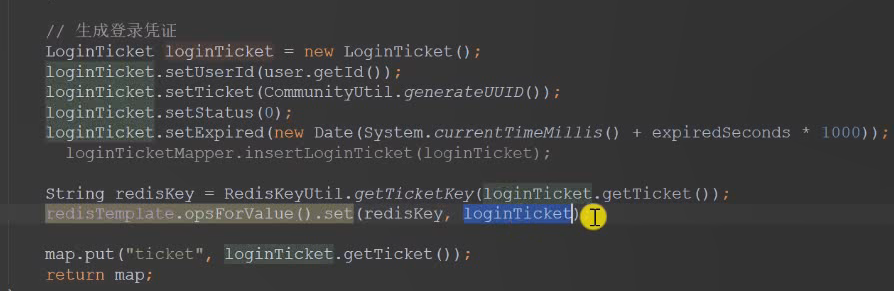 // 生成登录凭证
LoginTicket loginTicket = new LoginTicket();
loginTicket.setUserId(user.getId());
loginTicket.setTicket(CommunityUtil.generateUUID());
loginTicket.setStatus(0);
loginTicket.setExpired(new Date(System.currentTimeMillis() + expiredSeconds * 1000));
loginTicketMapper.insertLoginTicket(loginTicket);
String redisKey = RedisKeyUtil.getTicketKey(loginTicket.getTicket());
redisTemplate.opsForValue().set(redisKey, loginTicket)
map.put("ticket", loginTicket.getTicket());
return map;